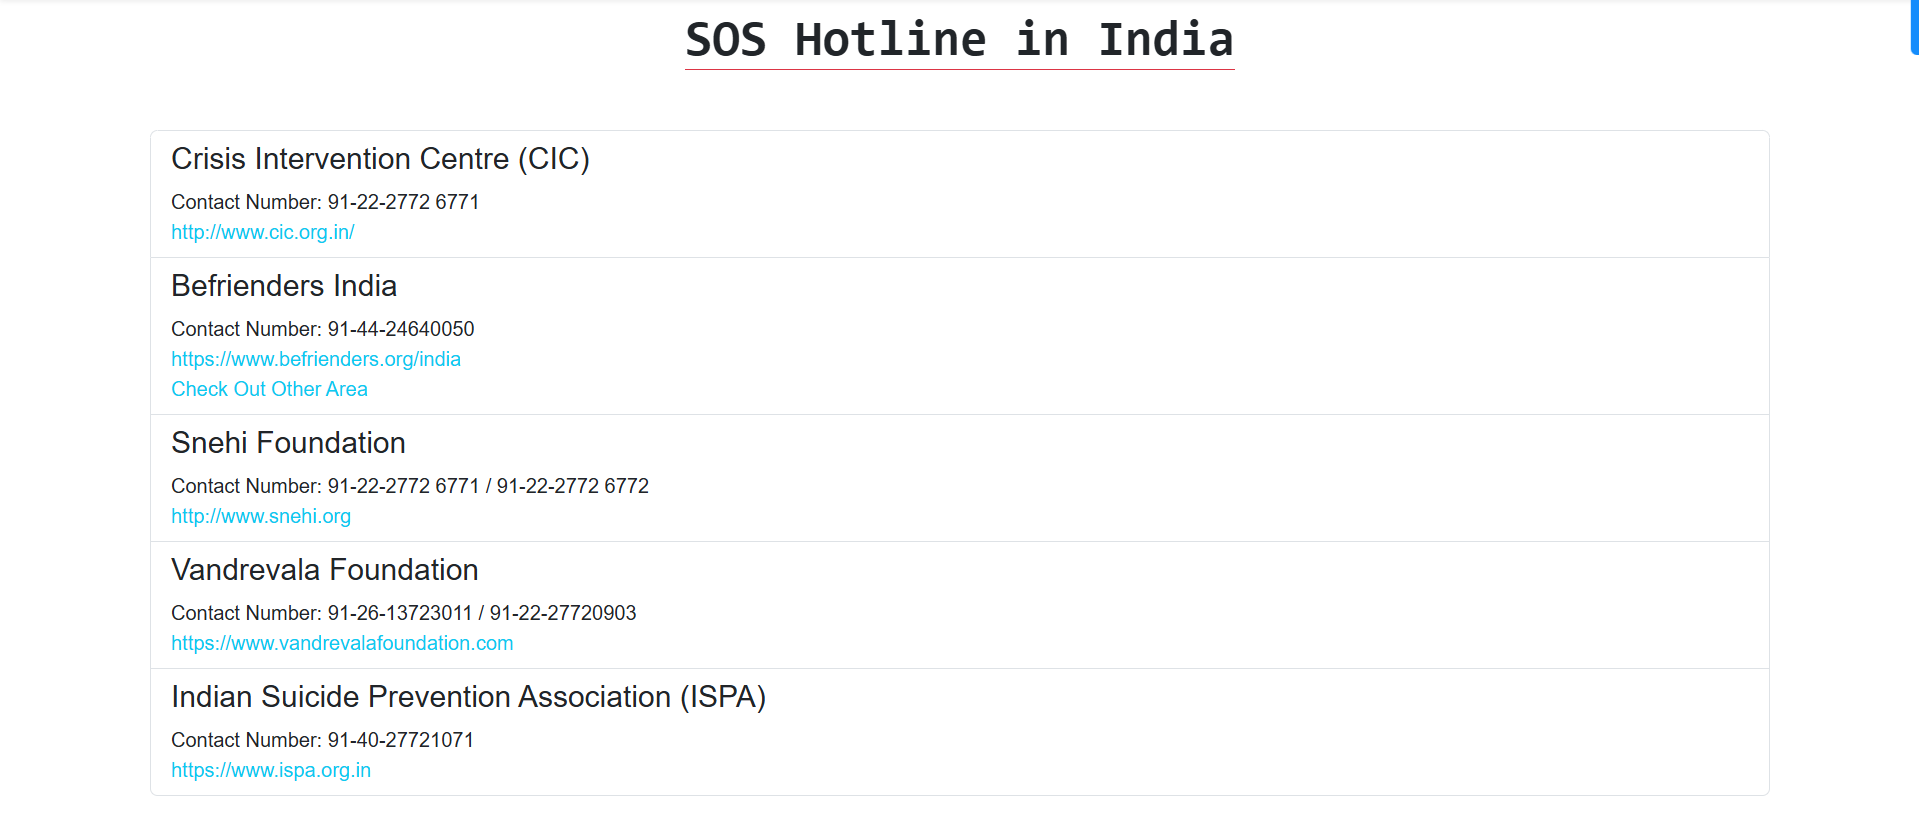 SOS Hotline in India
Crisis Intervention Centre (CIC)
Contact Number: 91-22-2772 6771
http://www.cic.org.in/
Befrienders India
Contact Number: 91-44-24640050
https://www.befrienders.org/india
Check Out Other Area
Snehi Foundation
Contact Number: 91-22-2772 6771 / 91-22-2772 6772
http://www.snehi.org
Vandrevala Foundation
Contact Number: 91-26-13723011 / 91-22-27720903
https://www.vandrevalafoundation.com
Indian Suicide Prevention Association (ISPA)
Contact Number: 91-40-27721071
https://www.ispa.org.in